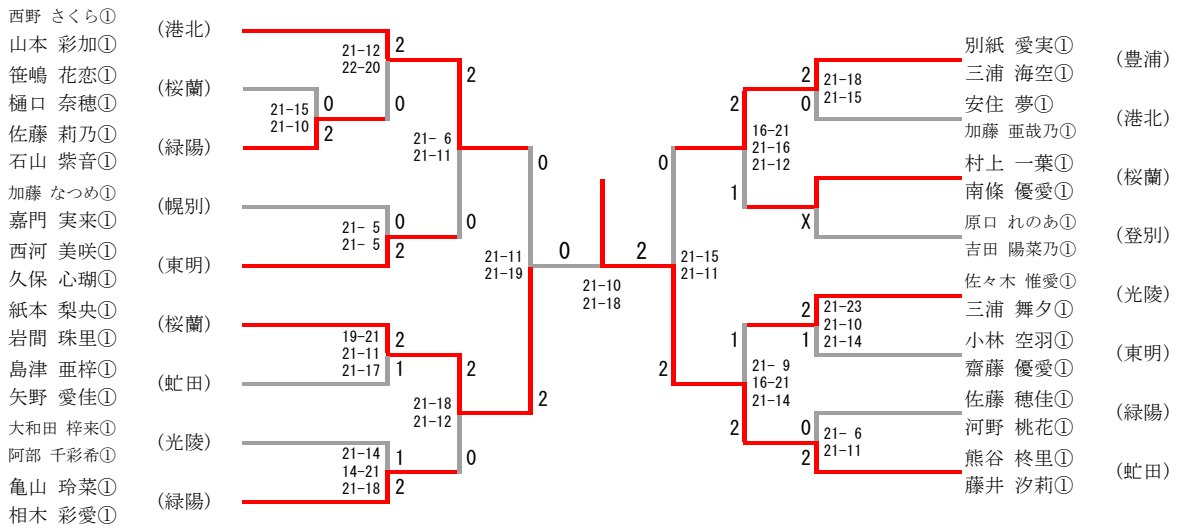 西野 さくら①
山本 彩加①
(港北)
笹嶋 花恋①
樋口 奈穂①
(桜蘭)
佐藤 莉乃①
石山 紫音①
(緑陽)
加藤 なつめ①
嘉門 実来①
(幌別)
西河 美咲①
久保 心瑚①
(東明)
紙本 梨央①
岩間 珠里①
(桜蘭)
島津 亜梓①
矢野 愛佳①
(虻田)
大和田 梓来①
阿部 千彩希①
(光陵)
亀山 玲菜①
相木 彩愛①
(緑陽)
21-15
21-10
0
2
21-12
22-20
2
0
21- 5
21- 5
0
2
19-21
21-11
21-17
2
1
21-14
14-21
21-18
1
2
21- 6
21-11
2
0
21-18
21-12
2
0
21-11
21-19
0
2
0
2
21-10
21-18
21-15
21-11
0
2
16-21
21-16
21-12
2
1
21- 9
16-21
21-14
1
2
21-18
21-15
2
0
X
21-23
21-10
21-14
2
1
21- 6
21-11
0
2
別紙 愛実①
三浦 海空①
(豊浦)
安住 夢①
加藤 亜哉乃①
(港北)
村上 一葉①
南條 優愛①
(桜蘭)
原口 れのあ①
吉田 陽菜乃①
(登別)
佐々木 惟愛①
三浦 舞夕①
(光陵)
小林 空羽①
齋藤 優愛①
(東明)
佐藤 穂佳①
河野 桃花①
(緑陽)
熊谷 柊里①
藤井 汐莉①
(虻田)